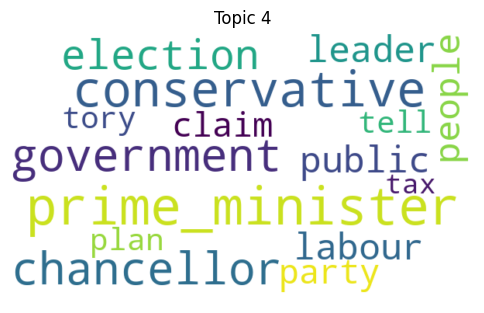 Topic 4
election leader people
conservative
tory claim tell
government public
tax
prime_minister
plan labour
chancellor party